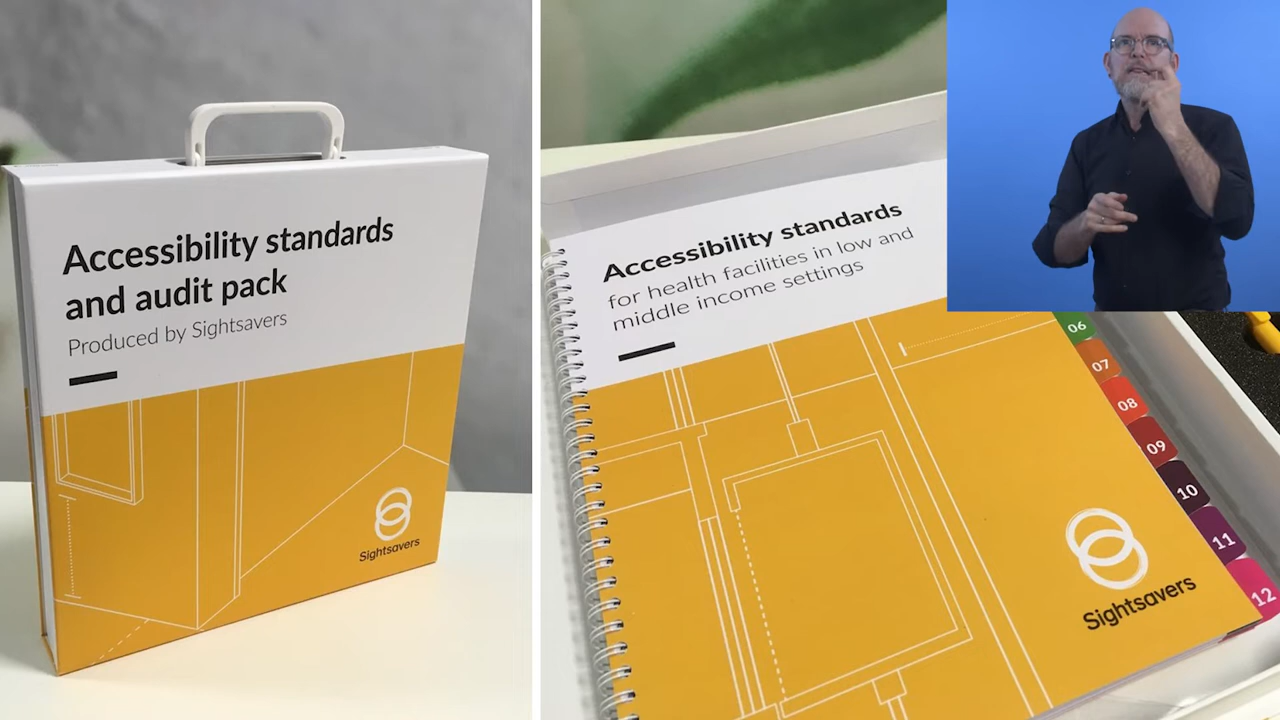 Accessibility standards
and audit pack
Produced by Sightsavers
Sightsavers
Accessibility standards
for health facilities in low and
middle income settings
06
07
08
09
10
11
12
Sightsavers